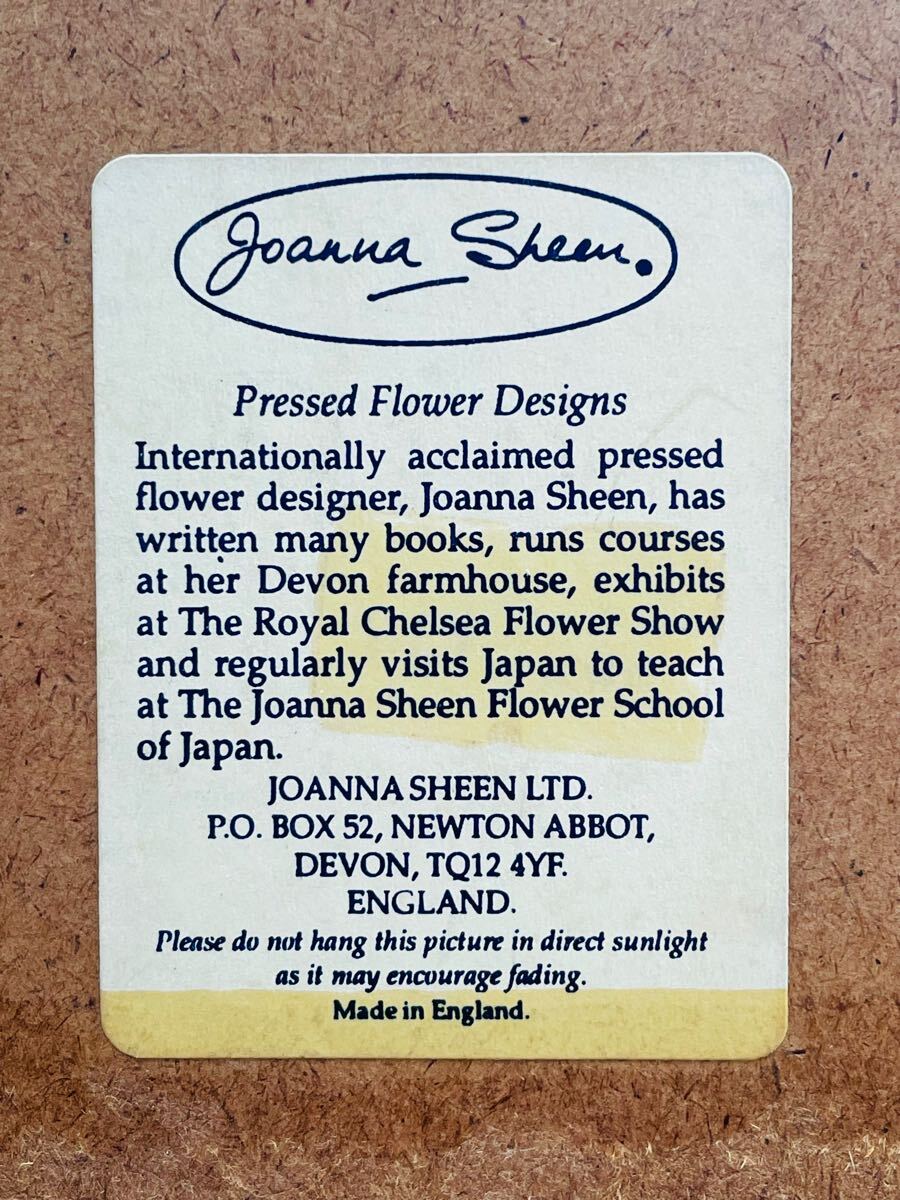 Joanna Sheen.
Pressed Flower Designs
Internationally acclaimed pressed
flower designer, Joanna Sheen, has
written many books, runs courses
at her Devon farmhouse, exhibits
at The Royal Chelsea Flower Show
and regularly visits Japan to teach
at The Joanna Sheen Flower School
of Japan.
JOANNA SHEEN LTD.
P.O. BOX 52, NEWTON ABBOT,
DEVON, TQ12 4YF.
ENGLAND.
Please do not hang this picture in direct sunlight
as it may encourage fading.
Made in England.